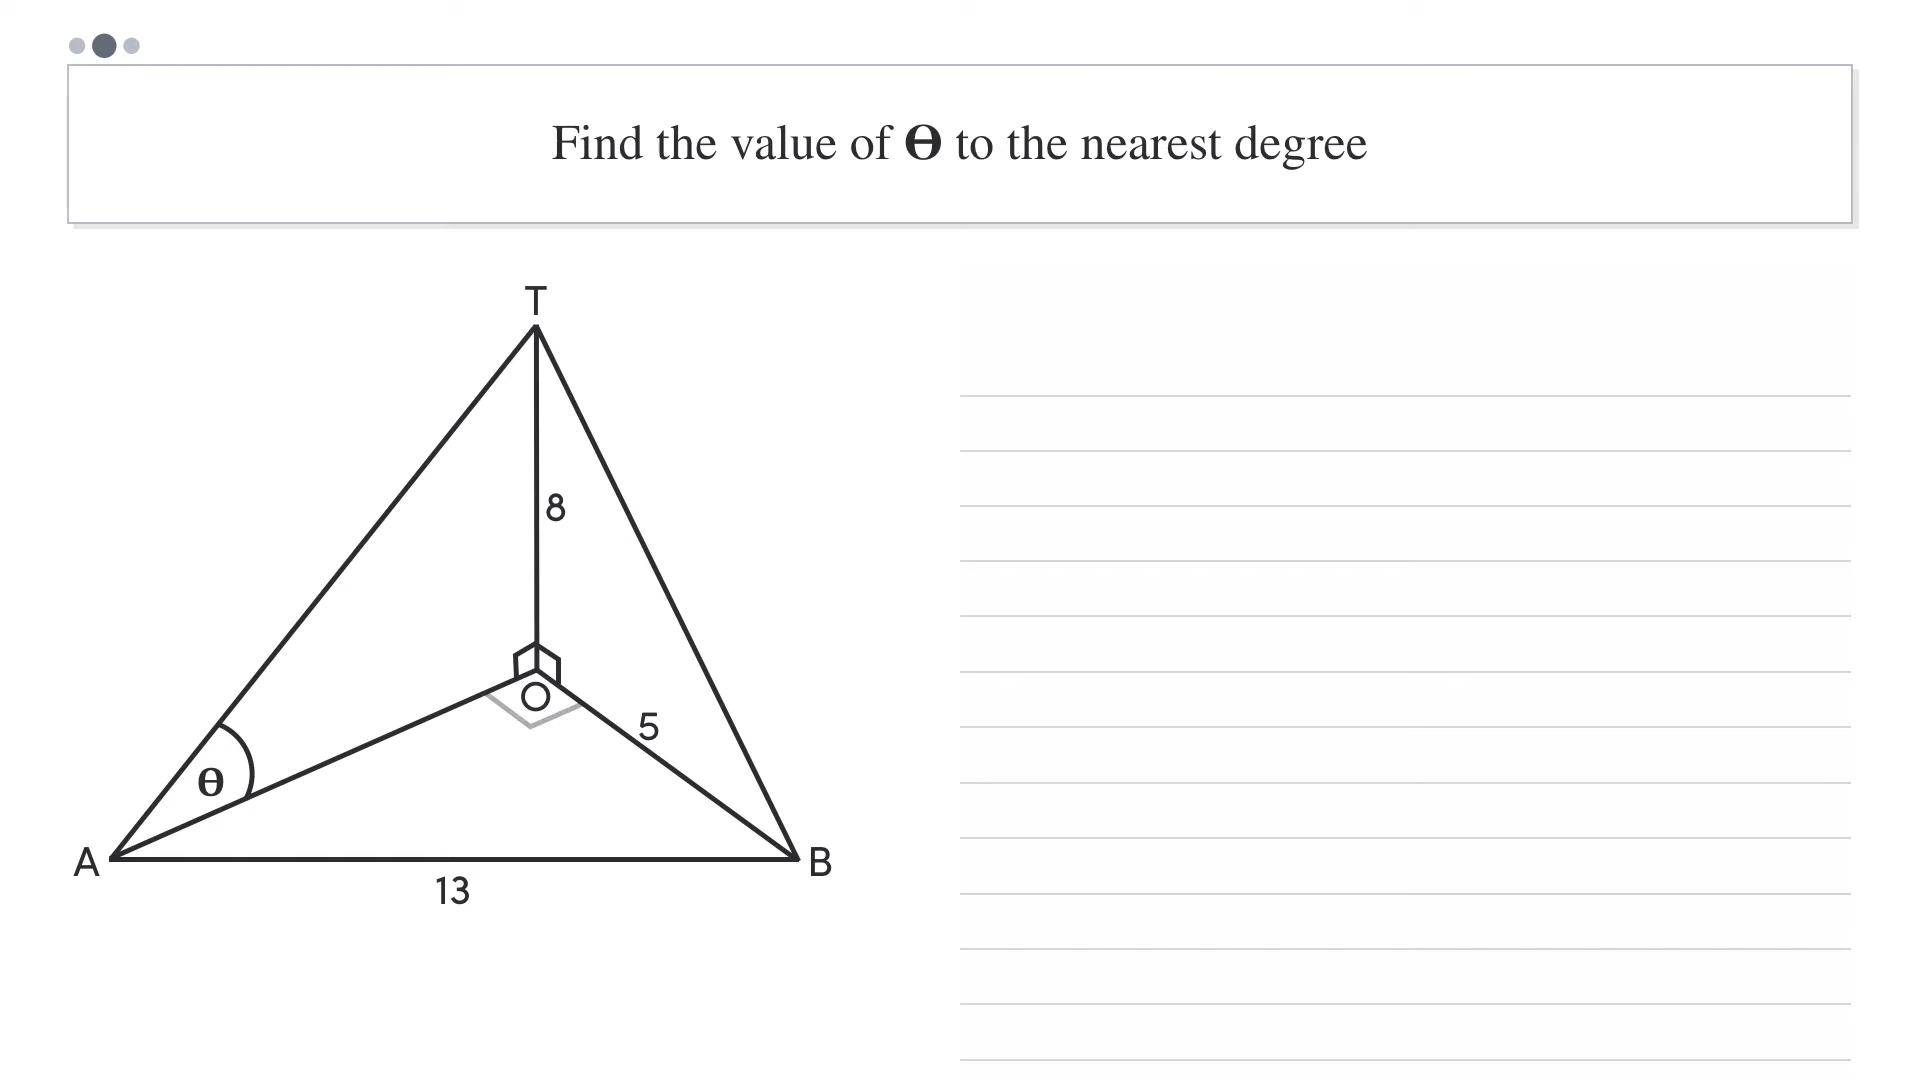 Find the value of Ɵ to the nearest degree
T
8
O
5
Ɵ
A
B
13